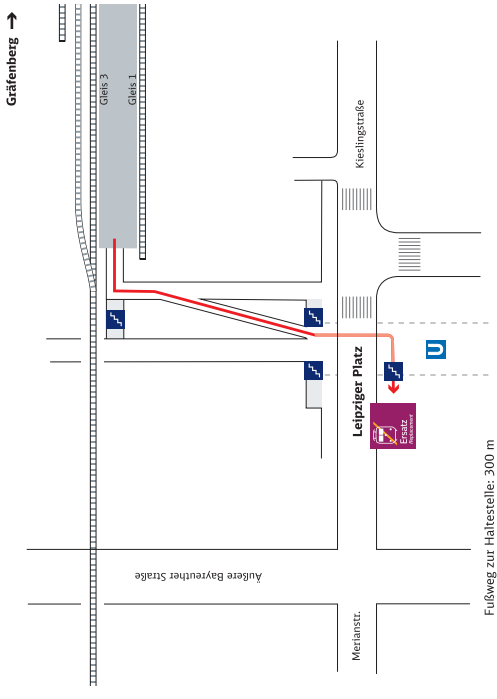 Gräfenberg
Gleis 3
Gleis 1
Kieslingstraße
Leipziger Platz
U
Ersatz
Replacement
Äußere Bayreuther Straße
Merianstr.
Fußweg zur Haltestelle: 300 m